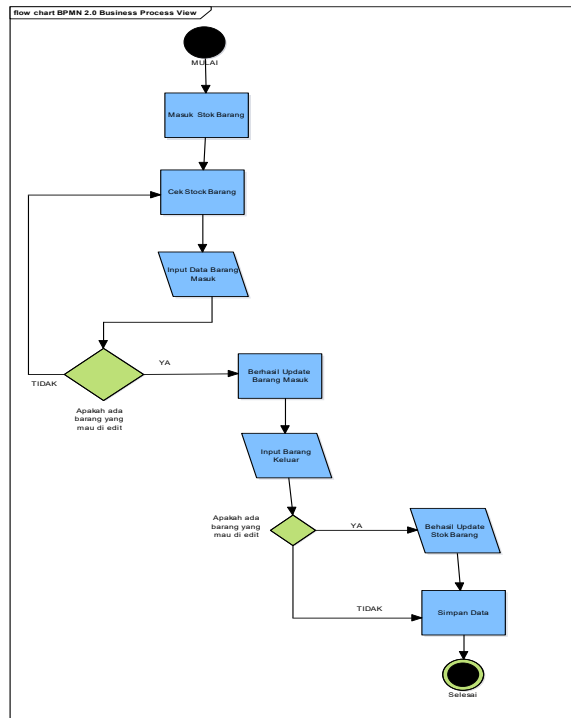 flow chart BPMN 2.0 Business Process View
MULAI
Masuk Stok Barang
Cek Stock Barang
Input Data Barang
Masuk
YA
TIDAK
Apakah ada
barang yang
mau di edit
Berhasil Update
Barang Masuk
Input Barang
Keluar
Apakah ada
barang yang
mau di edit
YA
Behasil Update
Stok Barang
TIDAK
Simpan Data
Selesai